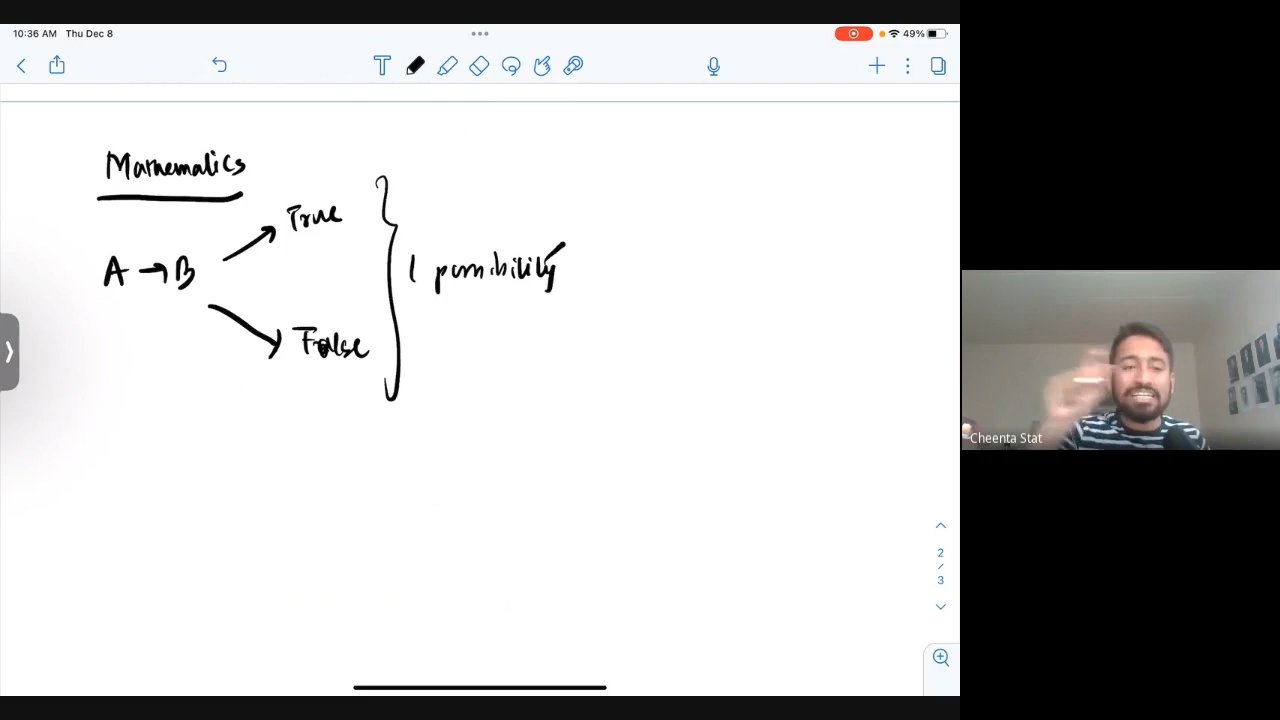 10:36 AM Thu Dec 8
49%
T
Mathematics
True
A → B
1 possibility
False
Cheenta Stat
2
/
3